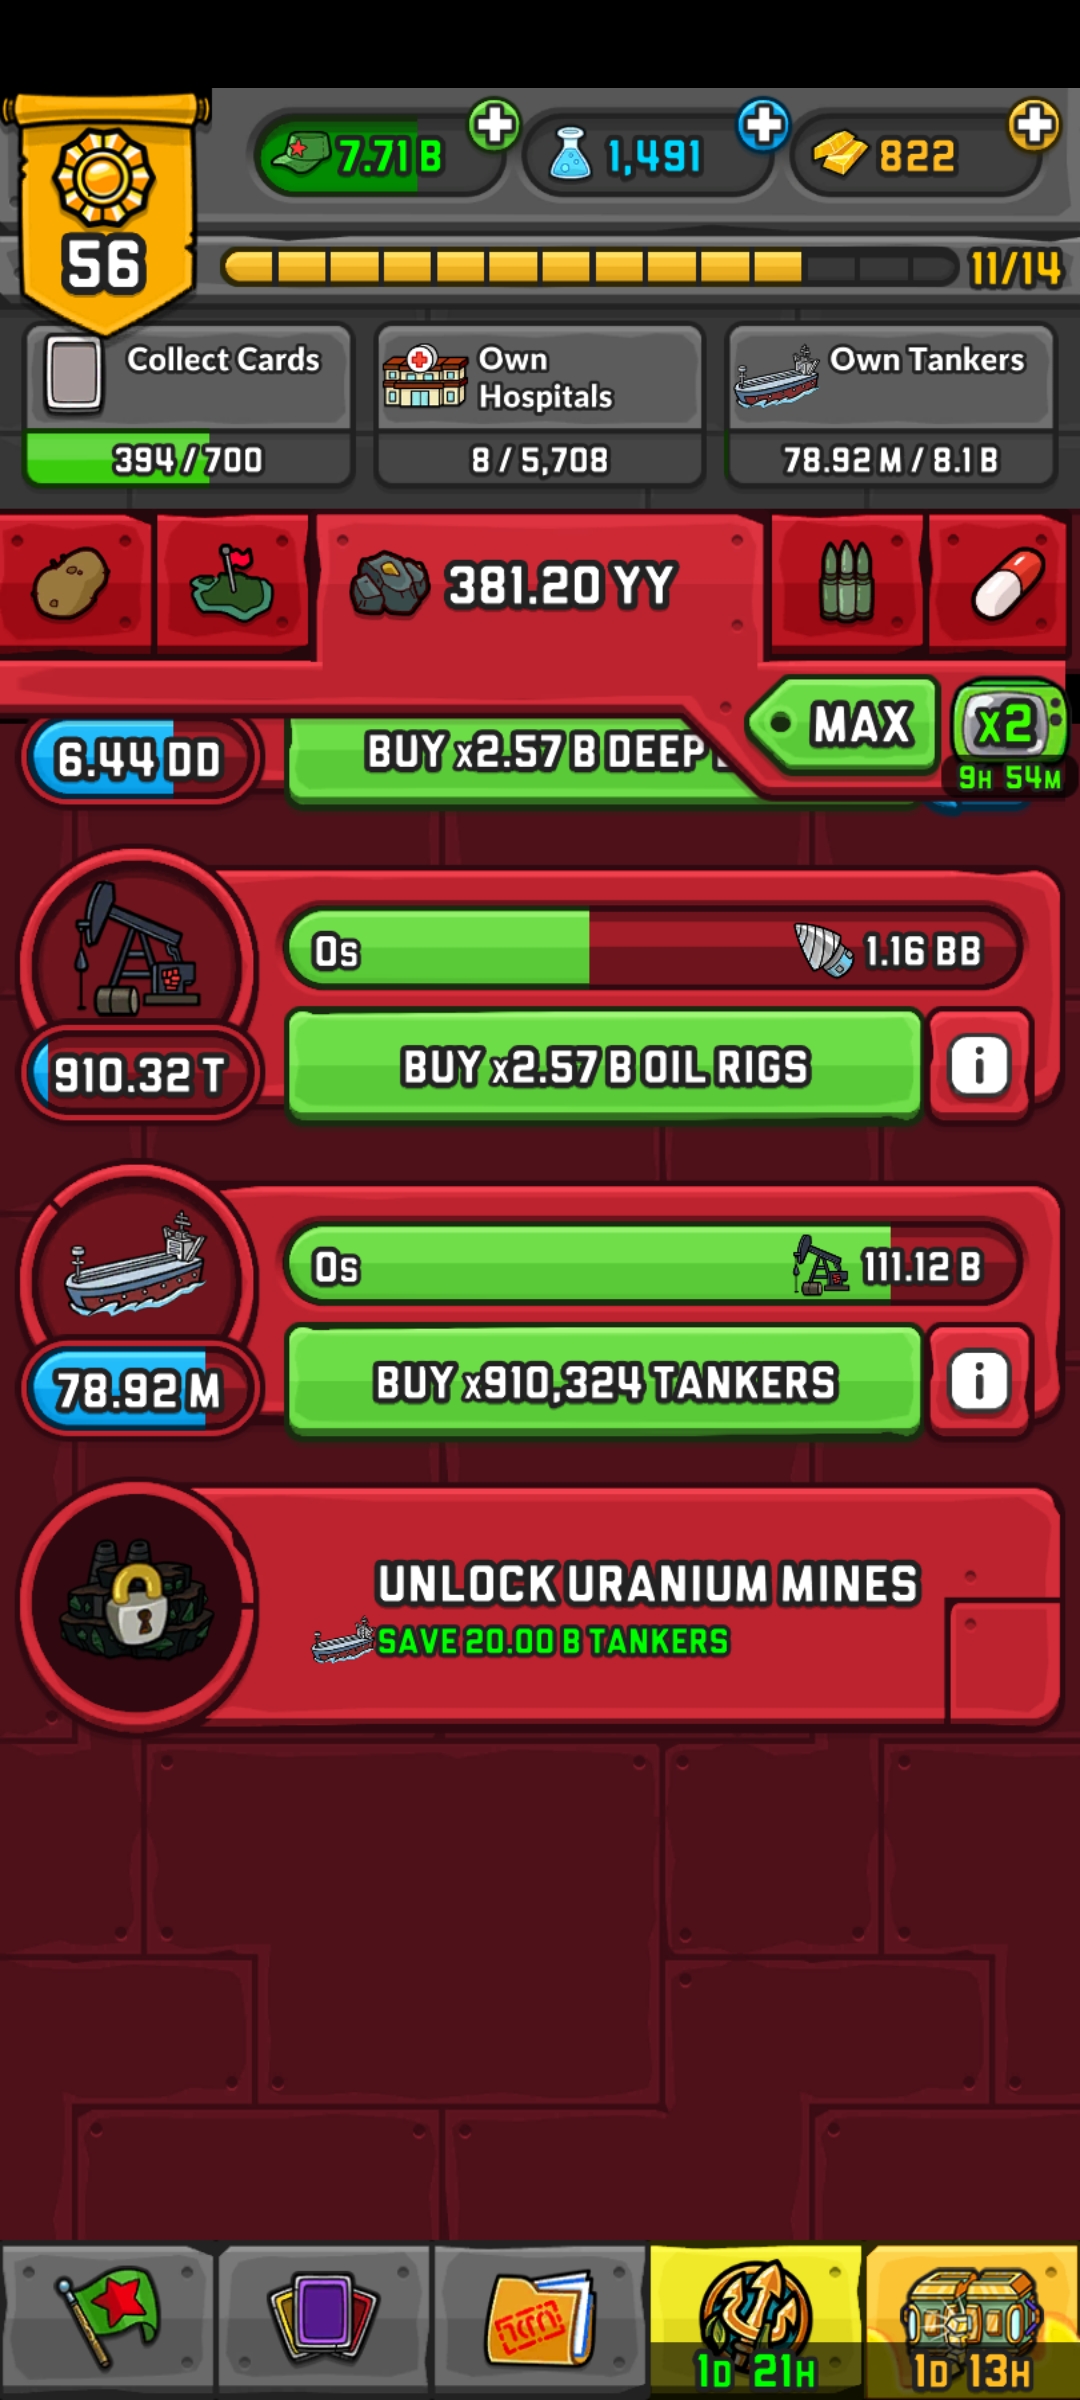 7.71 B
1,491
822
56
11/14
Collect Cards
Own
Hospitals
Own Tankers
394 / 700
8 / 5,708
78.92 M / 8.1 B
381.20 YY
MAX
X2
9H 54M
6.44 DD
BUY x2.57 B DEEP
0s
1.16 BB
910.32 T
BUY x2.57 B OIL RIGS
i
0s
111.12 B
78.92 M
BUY x910,324 TANKERS
i
UNLOCK URANIUM MINES
SAVE 20.00 B TANKERS
1D 21H
1D 13H